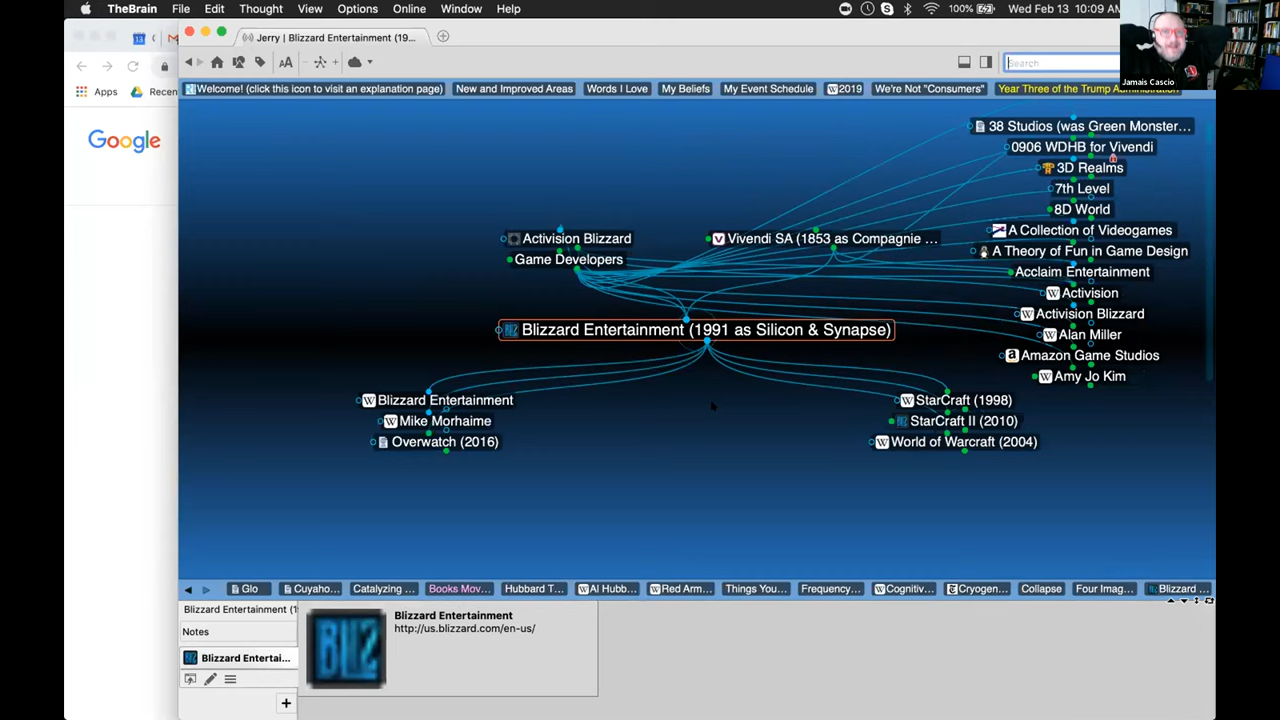 TheBrain File Edit Thought View Options Online Window Help 100% Wed Feb 13 10:09 AM
Jerry | Blizzard Entertainment (19...
Search
Jamais Cascio
Apps Recen
Welcome! (click this icon to visit an explanation page) New and Improved Areas Words I Love My Beliefs My Event Schedule 2019 We're Not "Consumers" Year Three of the Trump Administration
Google
38 Studios (was Green Monster...
0906 WDHB for Vivendi
3D Realms
7th Level
8D World
A Collection of Videogames
A Theory of Fun in Game Design
Acclaim Entertainment
Activision
Activision Blizzard
Alan Miller
Amazon Game Studios
Amy Jo Kim
Activision Blizzard
Game Developers
Vivendi SA (1853 as Compagnie ...
Blizzard Entertainment (1991 as Silicon & Synapse)
Blizzard Entertainment
Mike Morhaime
Overwatch (2016)
StarCraft (1998)
StarCraft II (2010)
World of Warcraft (2004)
Glo Cuyaho... Catalyzing ... Books Mov... Hubbard T... Al Hubb... Red Arm... Things You... Frequency... Cognitiv... Cryogen... Collapse Four Imag... Blizzard ...
Blizzard Entertainment (1
Notes
Blizzard Entertai...
BLIZ
Blizzard Entertainment
http://us.blizzard.com/en-us/